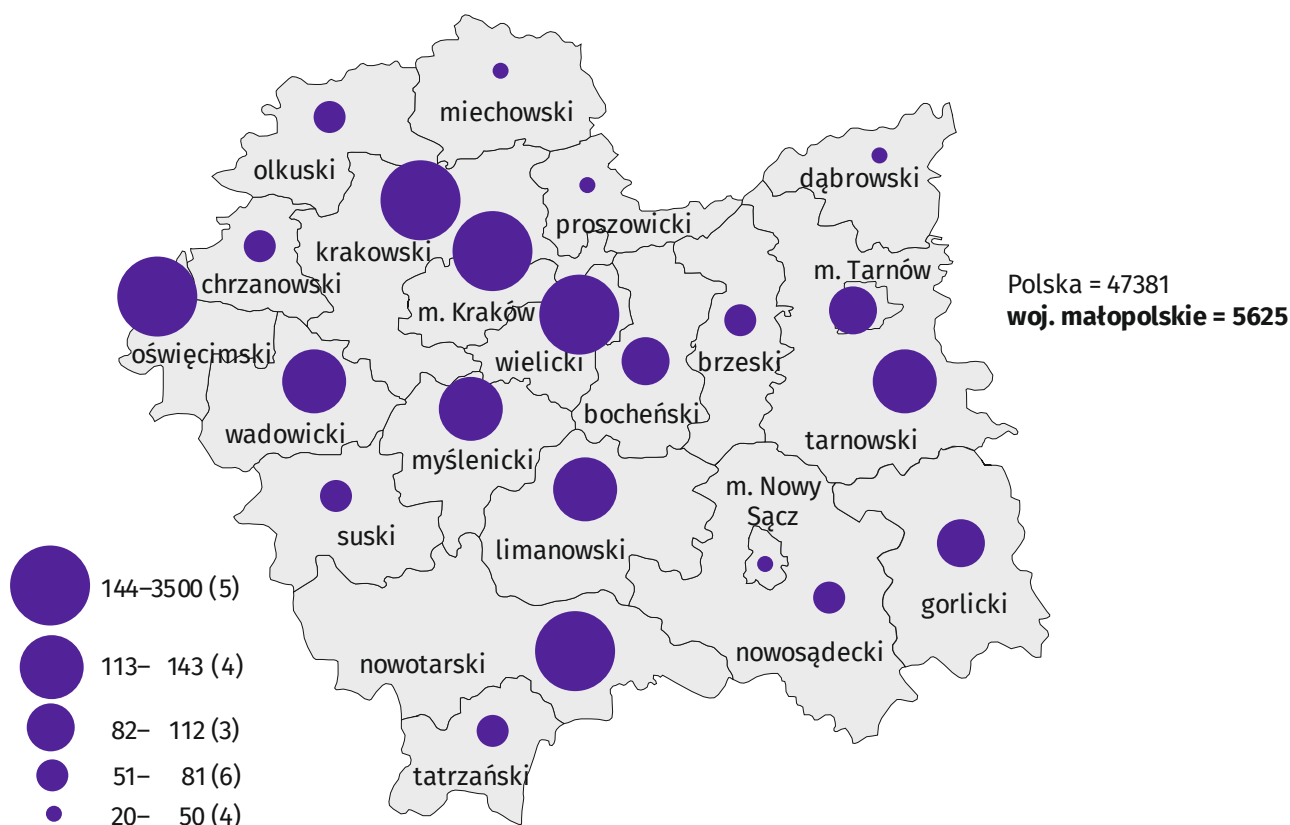 miechowski
olkuski
dąbrowski
proszowicki
krakowski
chrzanowski
m. Tarnów
m. Kraków
oświęcimski
wielicki
brzeski
bocheński
wadowicki
tarnowski
myślenicki
m. Nowy
Sącz
suski
limanowski
gorlicki
nowotarski
nowosądecki
tatrzański
Polska = 47381
woj. małopolskie = 5625
144–3500 (5)
113– 143 (4)
82– 112 (3)
51– 81 (6)
20– 50 (4)